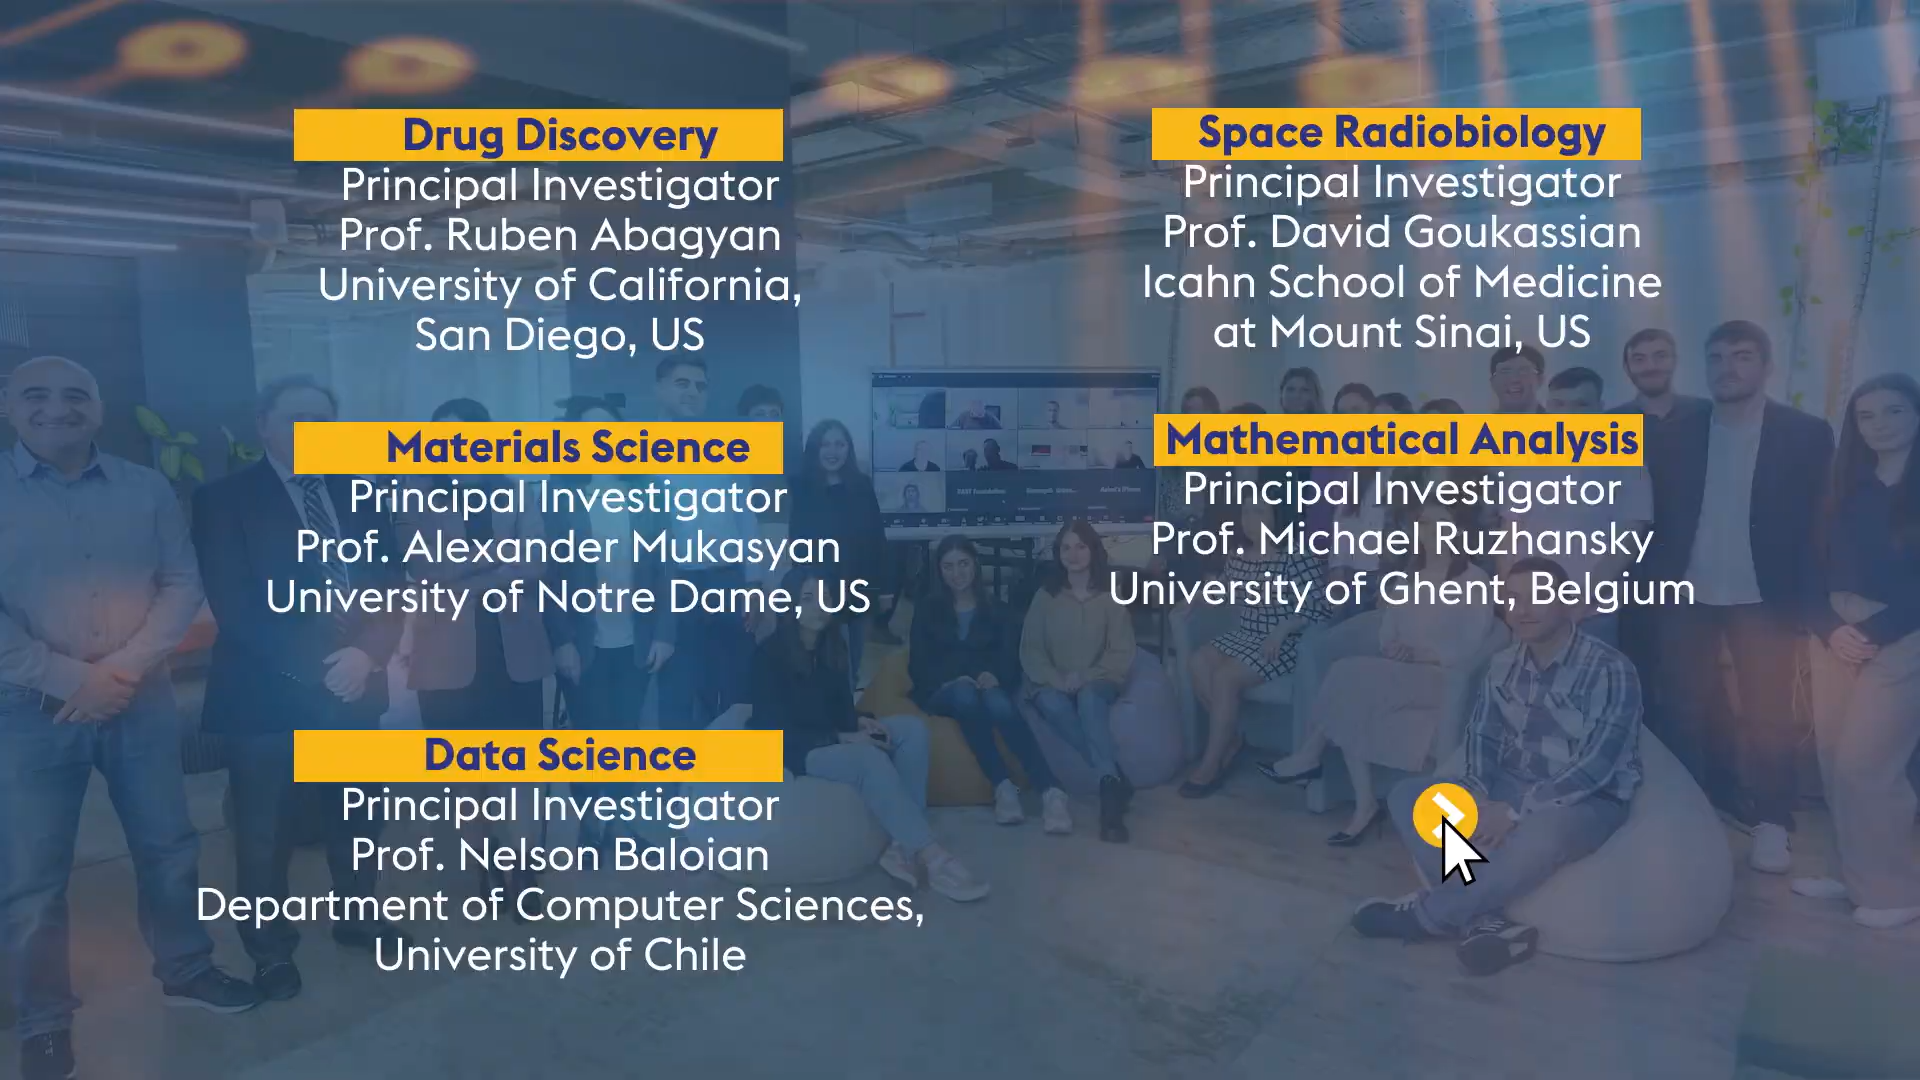 Drug Discovery
Principal Investigator
Prof. Ruben Abagyan
University of California,
San Diego, US
Space Radiobiology
Principal Investigator
Prof. David Goukassian
Icahn School of Medicine
at Mount Sinai, US
Materials Science
Principal Investigator
Prof. Alexander Mukasyan
University of Notre Dame, US
Mathematical Analysis
Principal Investigator
Prof. Michael Ruzhansky
University of Ghent, Belgium
Data Science
Principal Investigator
Prof. Nelson Baloian
Department of Computer Sciences,
University of Chile